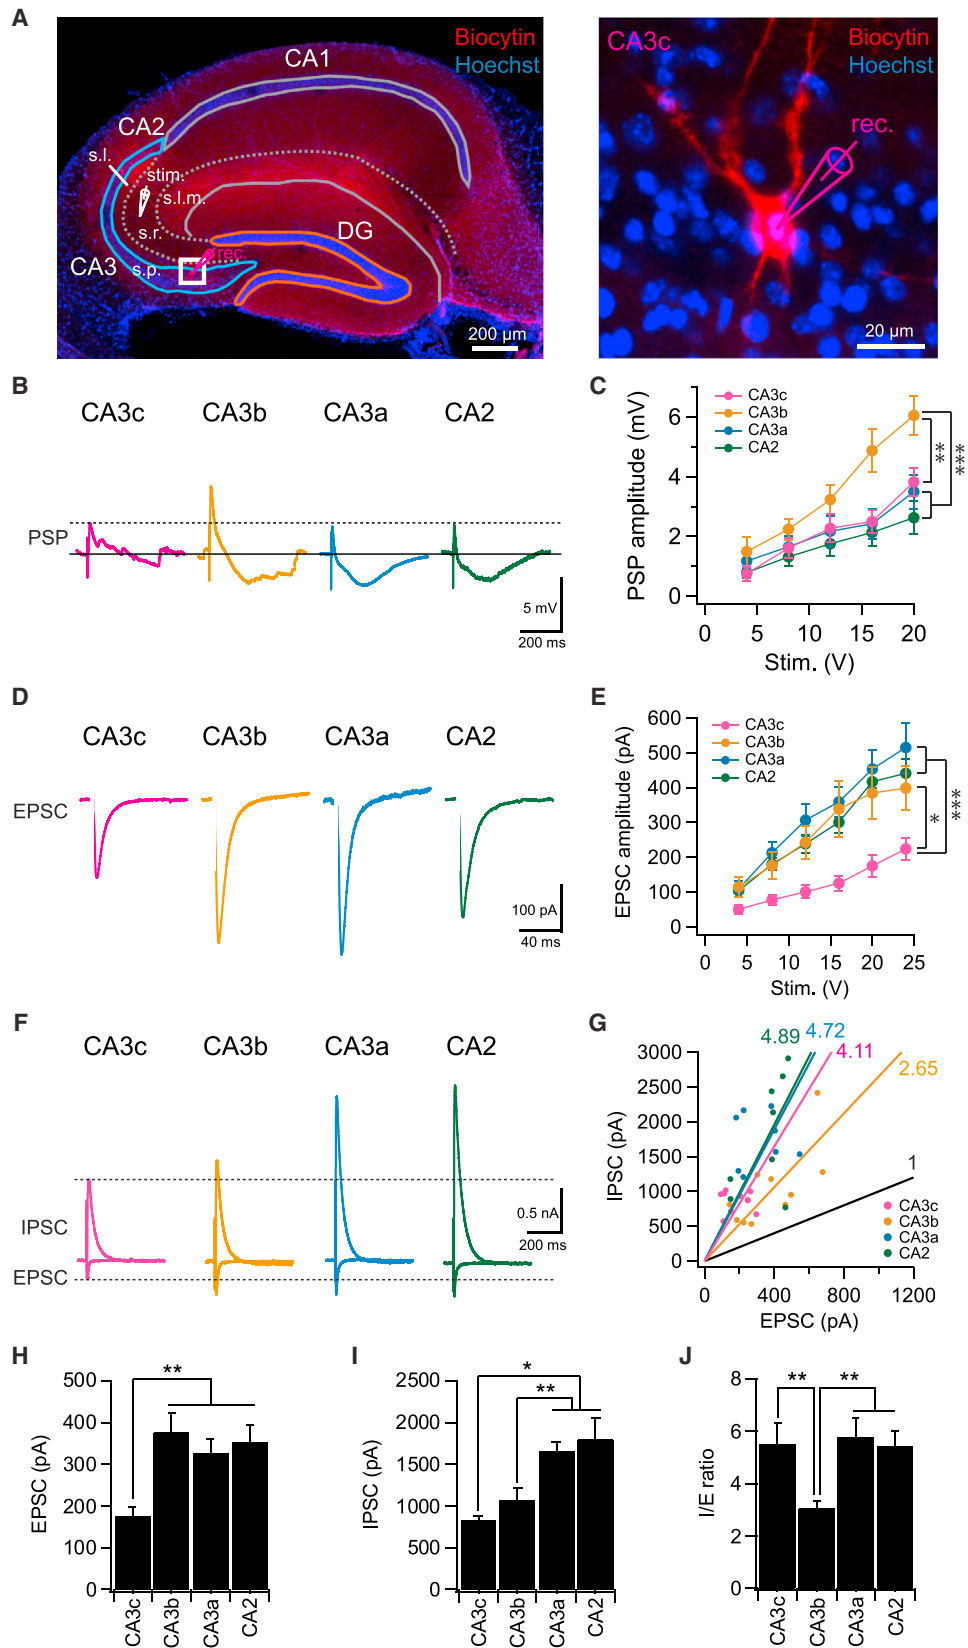 A
Biocytin
Hoechst
CA1
CA2
s.l.
stim.
s.l.m.
s.r.
DG
rec.
CA3
s.p.
200 µm
CA3c
Biocytin
Hoechst
rec.
20 µm
B
CA3c CA3b CA3a CA2
PSP
5 mV
200 ms
C
PSP amplitude (mV)
6
4
2
0
CA3c
CA3b
CA3a
CA2
**
***
0 5 10 15 20
Stim. (V)
D
CA3c CA3b CA3a CA2
EPSC
100 pA
40 ms
E
EPSC amplitude (pA)
600
500
400
300
200
100
0
CA3c
CA3b
CA3a
CA2
*
***
0 5 10 15 20 25
Stim. (V)
F
CA3c CA3b CA3a CA2
IPSC
EPSC
0.5 nA
200 ms
G
4.89 4.72
4.11
2.65
1
IPSC (pA)
3000
2500
2000
1500
1000
500
0
CA3c
CA3b
CA3a
CA2
0 400 800 1200
EPSC (pA)
H
**
EPSC (pA)
500
400
300
200
100
0
CA3c CA3b CA3a CA2
I
*
**
IPSC (pA)
2500
2000
1500
1000
500
0
CA3c CA3b CA3a CA2
J
** **
I/E ratio
8
6
4
2
0
CA3c CA3b CA3a CA2